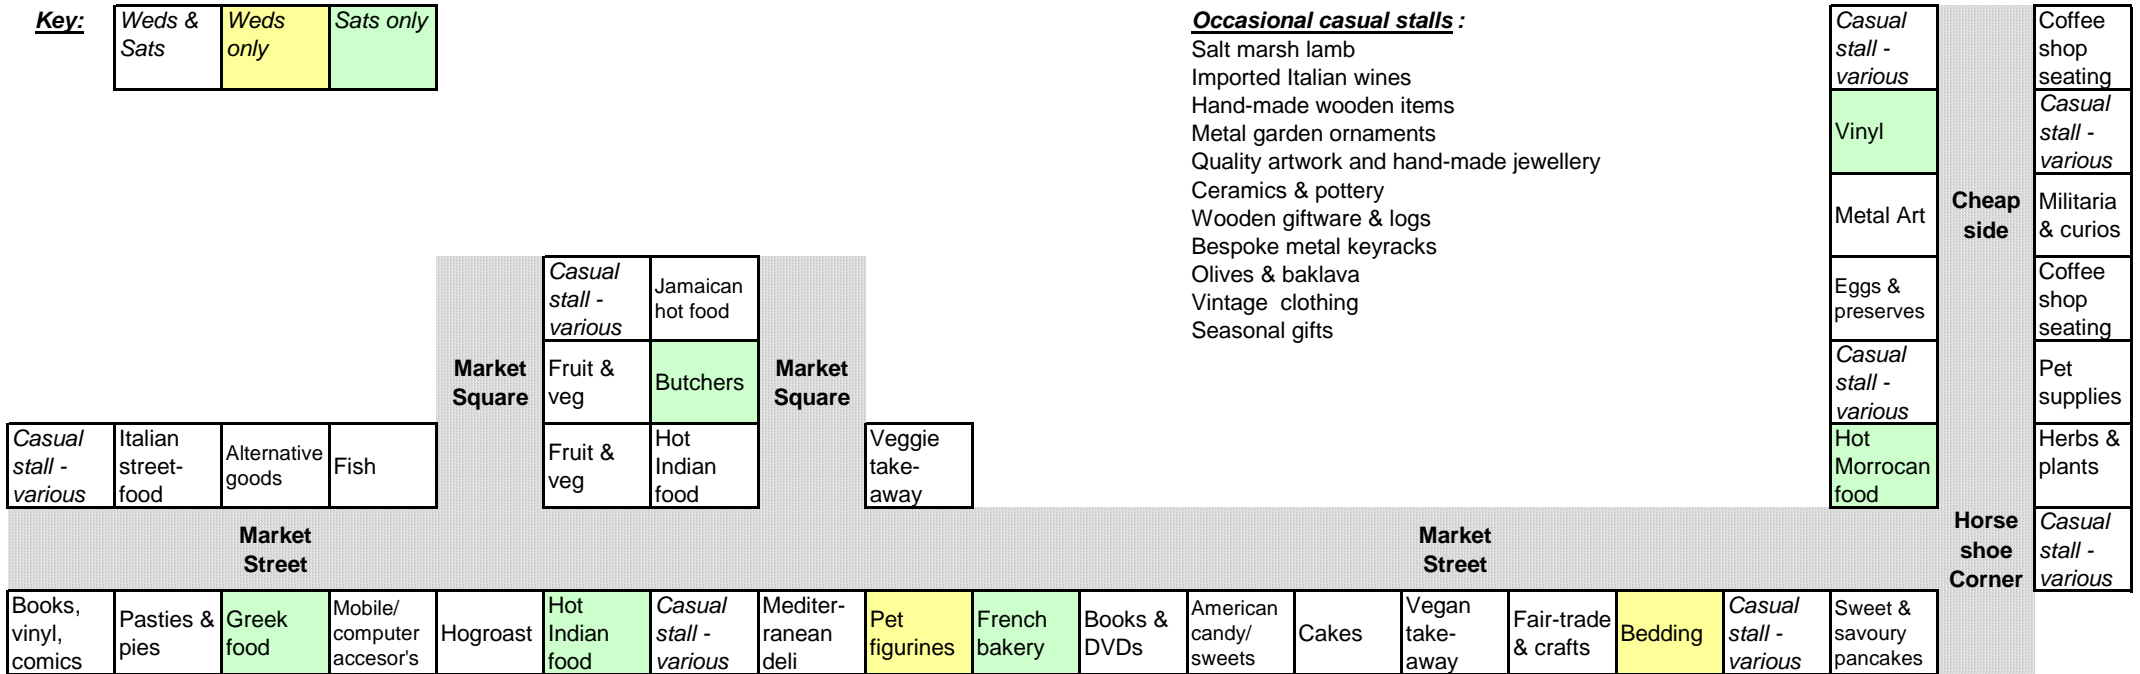 Key:
Weds &
Sats
Weds
only
Sats only
Occasional casual stalls :
Salt marsh lamb
Imported Italian wines
Hand-made wooden items
Metal garden ornaments
Quality artwork and hand-made jewellery
Ceramics & pottery
Wooden giftware & logs
Bespoke metal keyracks
Olives & baklava
Vintage clothing
Seasonal gifts
Casual
stall -
various
Vinyl
Metal Art
Eggs &
preserves
Casual
stall -
various
Hot
Morrocan
food
Cheap
side
Horse
shoe
Corner
Coffee
shop
seating
Casual
stall -
various
Militaria
& curios
Coffee
shop
seating
Pet
supplies
Herbs &
plants
Casual
stall -
various
Market
Square
Casual
stall -
various
Jamaican
hot food
Fruit &
veg
Butchers
Fruit &
veg
Hot
Indian
food
Market
Square
Casual
stall -
various
Italian
street-
food
Alternative
goods
Fish
Veggie
take-
away
Market
Street
Market
Street
Books,
vinyl,
comics
Pasties &
pies
Greek
food
Mobile/
computer
accesor's
Hogroast
Hot
Indian
food
Casual
stall -
various
Mediter-
ranean
deli
Pet
figurines
French
bakery
Books &
DVDs
American
candy/
sweets
Cakes
Vegan
take-
away
Fair-trade
& crafts
Bedding
Casual
stall -
various
Sweet &
savoury
pancakes